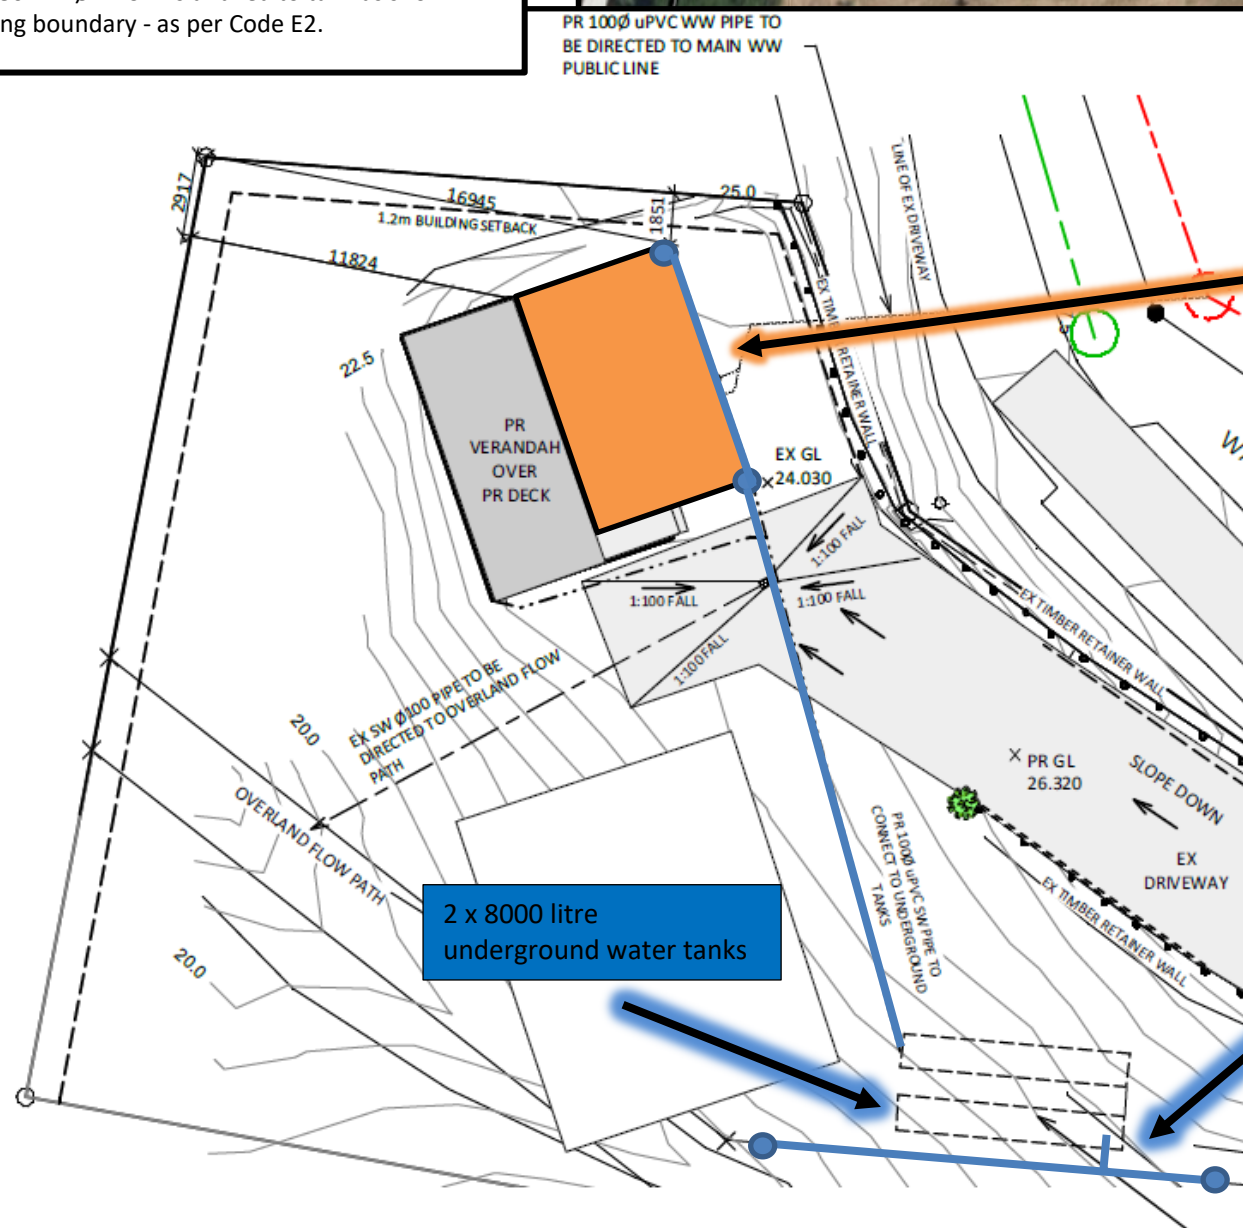 ng boundary - as per Code E2.
PR 100Ø uPVC WW PIPE TO
BE DIRECTED TO MAIN WW
PUBLIC LINE
2917
16945
1.2m BUILDING SETBACK
1851
25.0
11824
LINE OF EX DRIVEWAY
EX TIMBER RETAINER WALL
22.5
PR
VERANDAH
OVER
PR DECK
EX GL
24.030
1:100 FALL
1:100 FALL
1:100 FALL
1:100 FALL
EX TIMBER RETAINER WALL
EX SW Ø100 PIPE TO BE
DIRECTED TO OVERLAND FLOW
PATH
20.0
OVERLAND FLOW PATH
PR GL
26.320
SLOPE DOWN
EX
DRIVEWAY
PR 100Ø uPVC SW PIPE TO
CONNECT TO UNDERGROUND
TANKS
EX TIMBER RETAINER WALL
2 x 8000 litre
underground water tanks
20.0